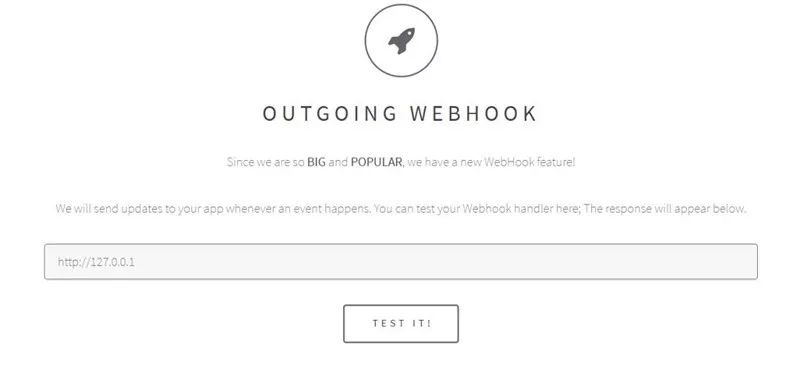 OUTGOING WEBHOOK
Since we are so BIG and POPULAR, we have a new WebHook feature!
We will send updates to your app whenever an event happens. You can test your Webhook handler here; The response will appear below.
http://127.0.0.1
TEST IT!